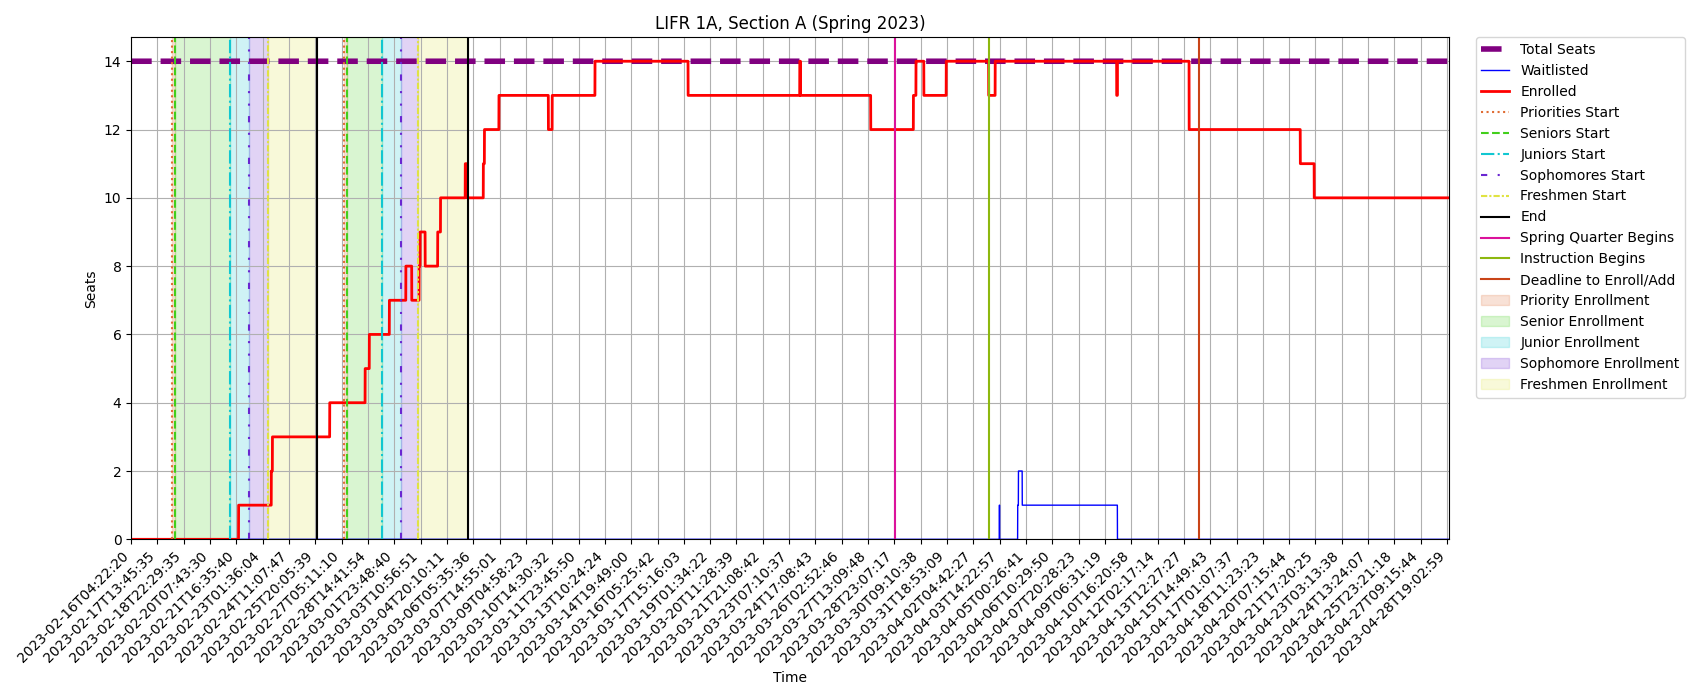 LIFR 1A, Section A (Spring 2023)
Seats
14
12
10
8
6
4
2
0
2023-02-16T04:22:20
2023-02-17T13:45:35
2023-02-18T22:29:35
2023-02-20T07:43:30
2023-02-21T16:35:40
2023-02-23T01:36:04
2023-02-24T11:07:47
2023-02-25T20:05:39
2023-02-27T05:11:10
2023-02-28T14:41:54
2023-03-01T23:48:40
2023-03-03T10:56:51
2023-03-04T20:10:11
2023-03-06T05:35:36
2023-03-07T14:55:01
2023-03-09T04:58:23
2023-03-10T14:30:32
2023-03-11T23:45:50
2023-03-13T10:24:24
2023-03-14T19:49:00
2023-03-16T05:25:42
2023-03-17T15:16:03
2023-03-19T01:34:22
2023-03-20T11:28:39
2023-03-21T21:08:42
2023-03-23T07:10:37
2023-03-24T17:08:43
2023-03-26T02:52:46
2023-03-27T13:09:48
2023-03-28T23:07:17
2023-03-30T09:10:38
2023-03-31T18:53:09
2023-04-02T04:42:27
2023-04-03T14:22:57
2023-04-05T00:26:41
2023-04-06T10:29:50
2023-04-07T20:28:23
2023-04-09T06:31:19
2023-04-10T16:20:58
2023-04-12T02:17:14
2023-04-13T12:27:27
2023-04-15T14:49:43
2023-04-17T01:07:37
2023-04-18T11:23:23
2023-04-20T07:15:44
2023-04-21T17:20:25
2023-04-23T03:13:38
2023-04-24T13:24:07
2023-04-25T23:21:18
2023-04-27T09:15:44
2023-04-28T19:02:59
Time
Total Seats
Waitlisted
Enrolled
Priorities Start
Seniors Start
Juniors Start
Sophomores Start
Freshmen Start
End
Spring Quarter Begins
Instruction Begins
Deadline to Enroll/Add
Priority Enrollment
Senior Enrollment
Junior Enrollment
Sophomore Enrollment
Freshmen Enrollment